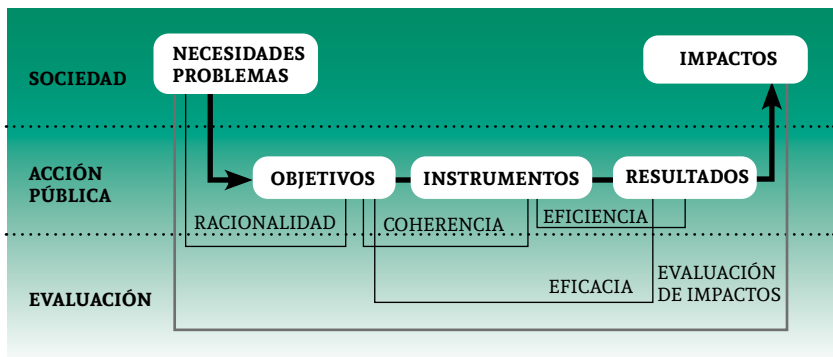 NECESIDADES
PROBLEMAS
IMPACTOS
SOCIEDAD
ACCIÓN
PÚBLICA
OBJETIVOS
INSTRUMENTOS
RESULTADOS
RACIONALIDAD
COHERENCIA
EFICIENCIA
EVALUACIÓN
EFICACIA
EVALUACIÓN
DE IMPACTOS